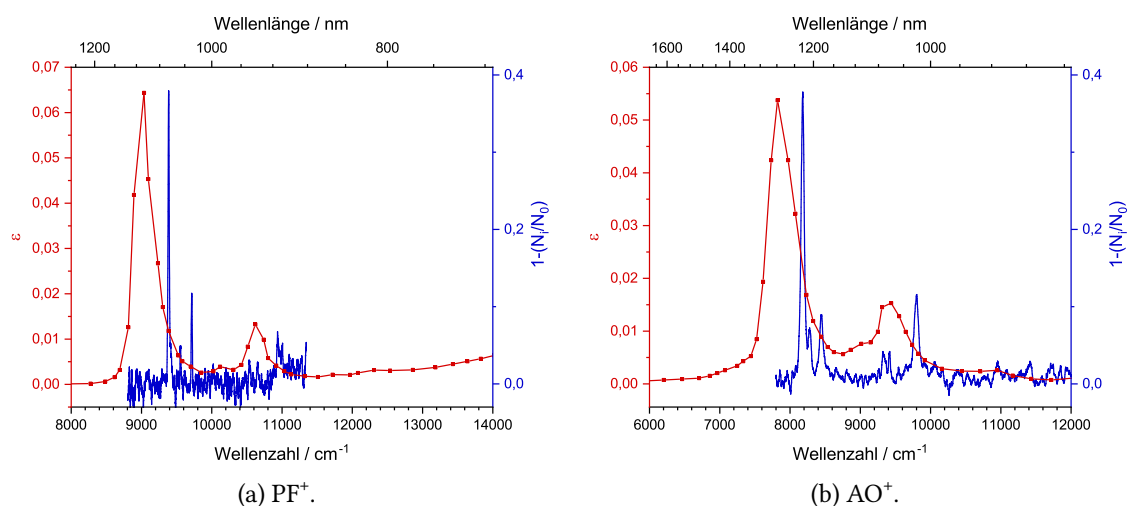 Wellenlänge / nm
1200 1000 800
0,07
0,06
0,05
0,04
0,03
0,02
0,01
0,00
ε
0,4
0,2
0,0
1-(Nᵢ/N₀)
8000 9000 10000 11000 12000 13000 14000
Wellenzahl / cm⁻¹
(a) PF⁺.
Wellenlänge / nm
1600 1400 1200 1000
0,06
0,05
0,04
0,03
0,02
0,01
0,00
ε
0,4
0,2
0,0
1-(Nᵢ/N₀)
6000 7000 8000 9000 10000 11000 12000
Wellenzahl / cm⁻¹
(b) AO⁺.